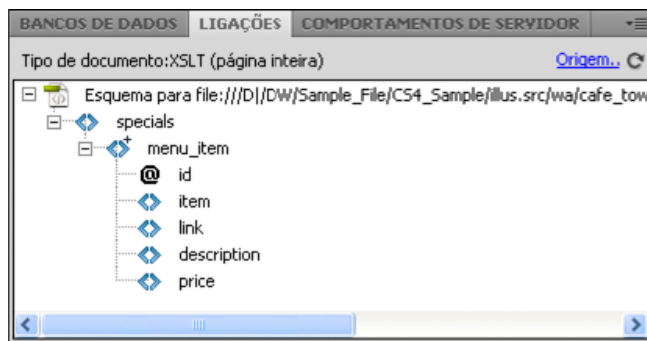 BANCOS DE DADOS LIGAÇÕES COMPORTAMENTOS DE SERVIDOR
Tipo de documento:XSLT (página inteira) Origem..
Esquema para file:///D|/DW/Sample_File/CS4_Sample/illus.src/wa/cafe_tow
specials
menu_item
id
item
link
description
price